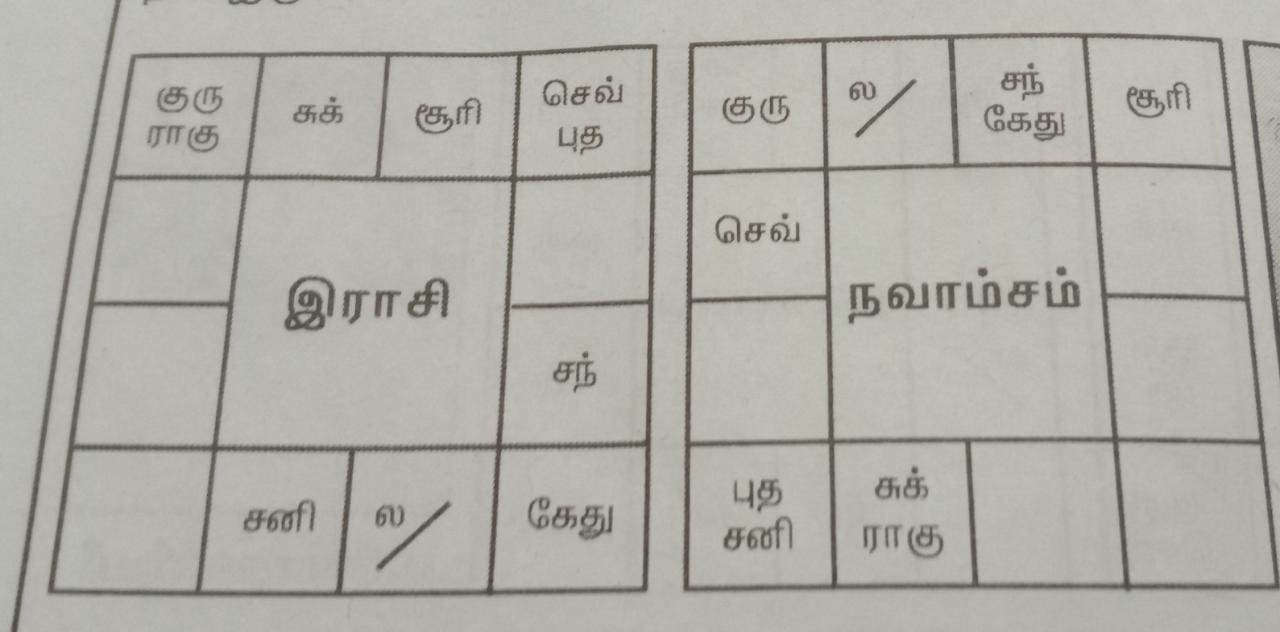 குரு
ராகு
சுக்
சூரி
செவ்
புத
இராசி
சந்
சனி
ல/
கேது
குரு
ல/
சந்
கேது
சூரி
செவ்
நவாம்சம்
புத
சனி
சுக்
ராகு